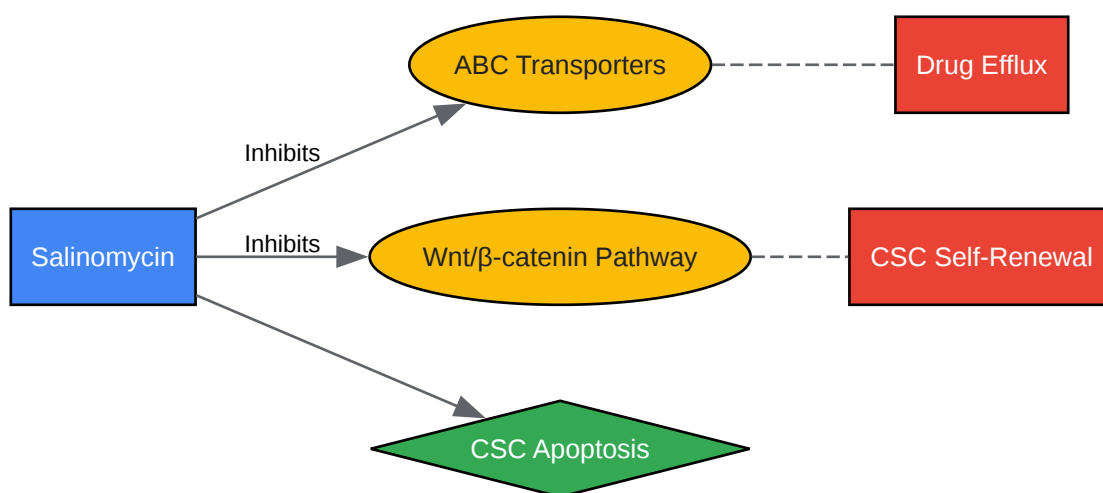 ABC Transporters
Drug Efflux
Inhibits
Salinomycin
Inhibits
Wnt/β-catenin Pathway
CSC Self-Renewal
CSC Apoptosis